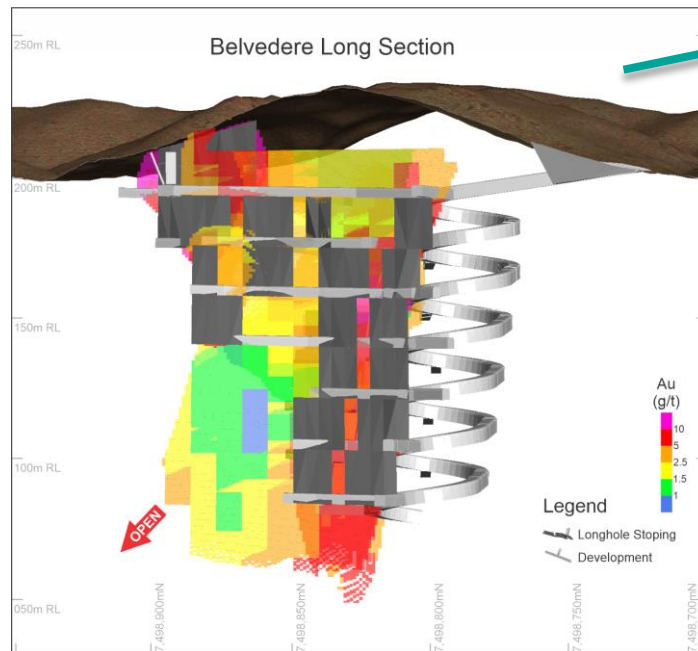 Belvedere Long Section
250m RL
200m RL
150m RL
100m RL
050m RL
OPEN
Au
(g/t)
10
5
2.5
1.5
1
Legend
Longhole Stoping
Development
7,498,900mN
7,498,850mN
7,498,800mN
7,498,750mN
7,498,700mN